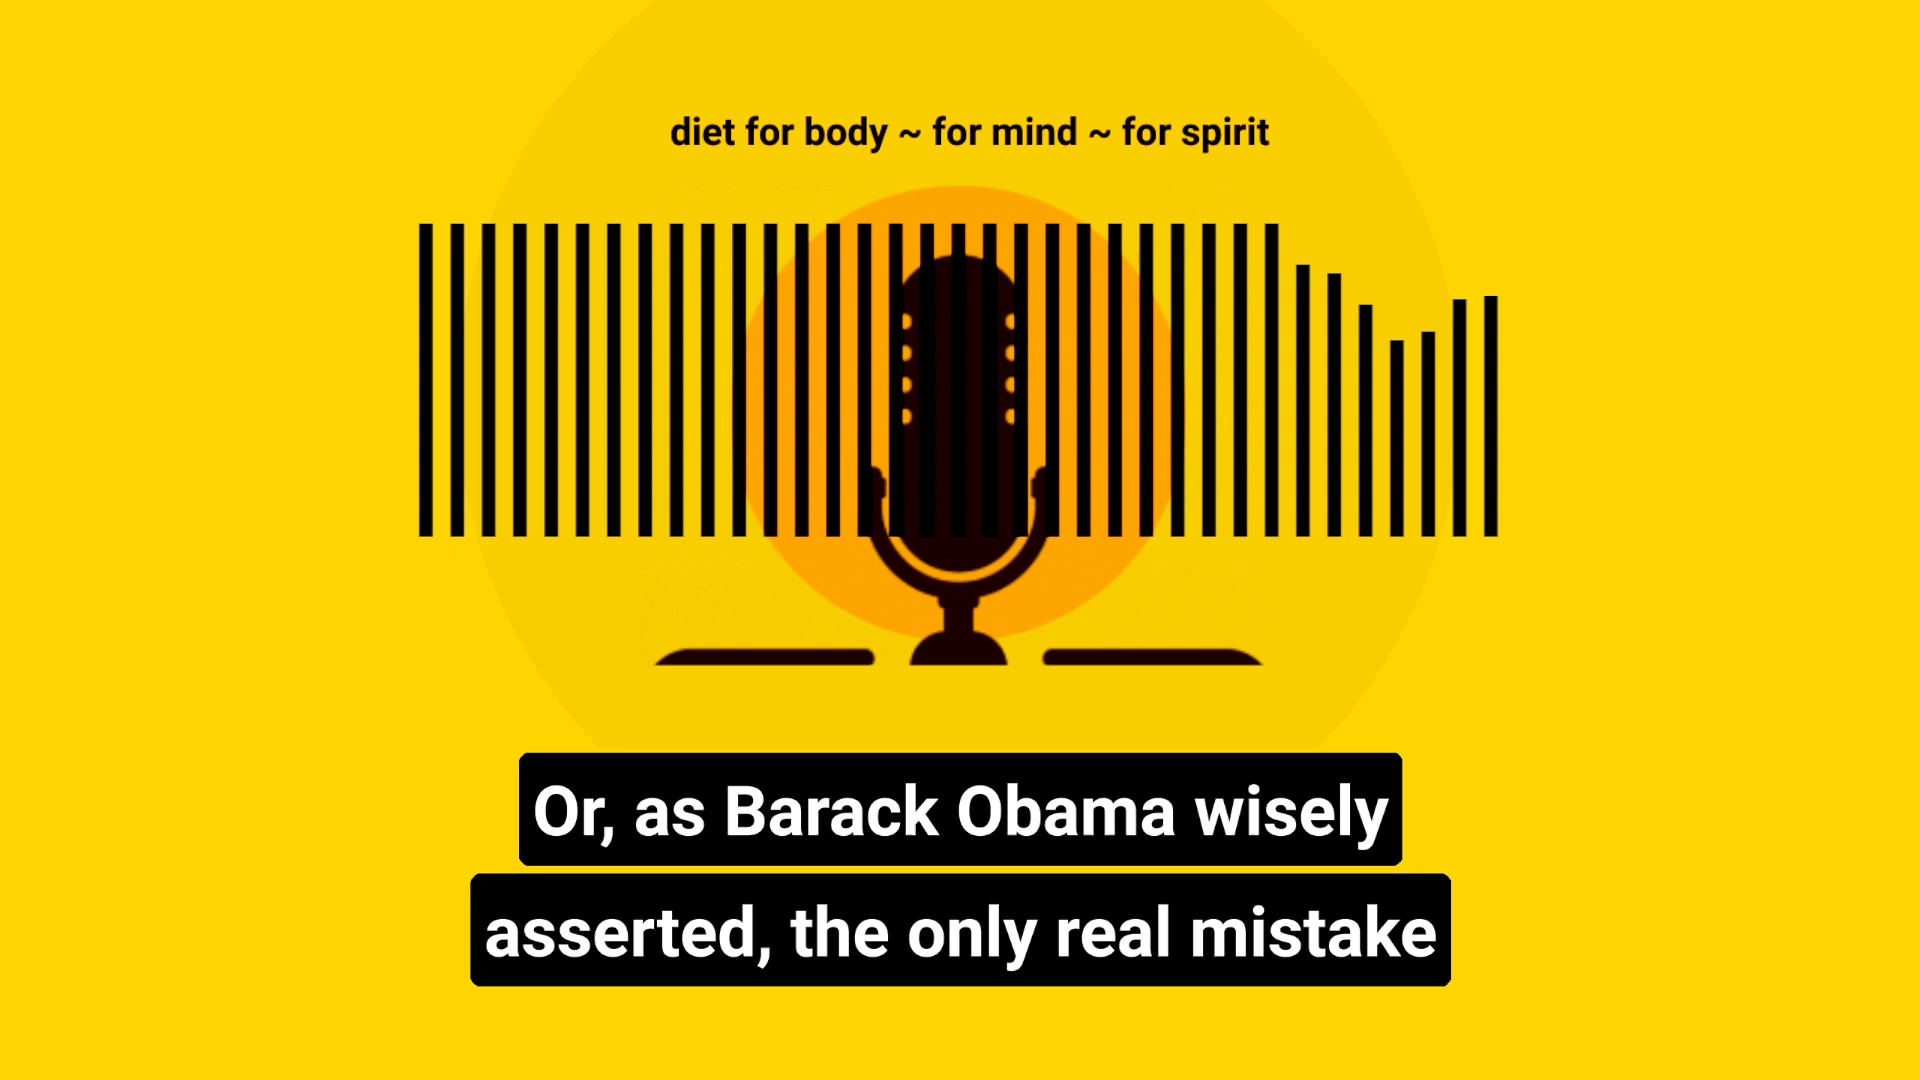 diet for body ~ for mind ~ for spirit
Or, as Barack Obama wisely
asserted, the only real mistake